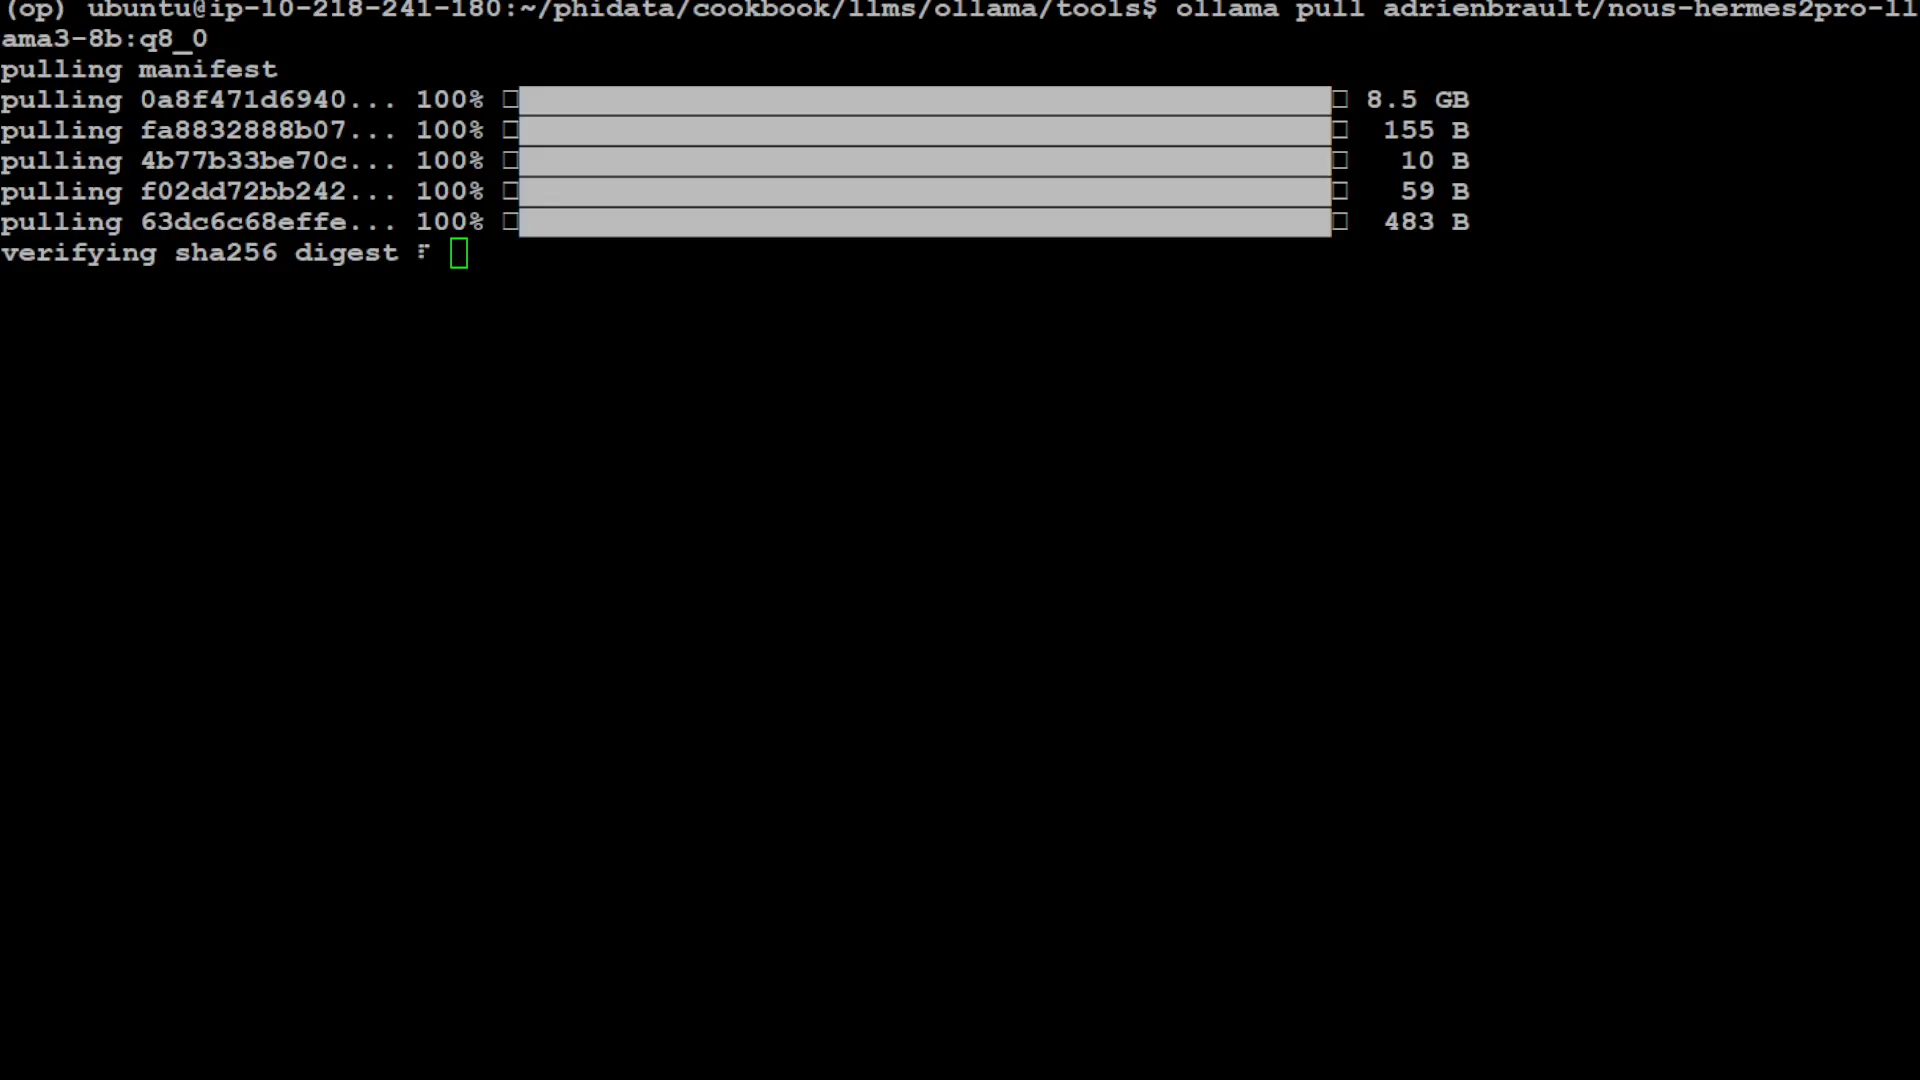 (op) ubuntu@ip-10-218-241-180:~/phidata/cookbook/llms/ollama/tools$ ollama pull adrienbrault/nous-hermes2pro-ll
ama3-8b:q8_0
pulling manifest
pulling 0a8f471d6940... 100% 8.5 GB
pulling fa8832888b07... 100% 155 B
pulling 4b77b33be70c... 100% 10 B
pulling f02dd72bb242... 100% 59 B
pulling 63dc6c68effe... 100% 483 B
verifying sha256 digest